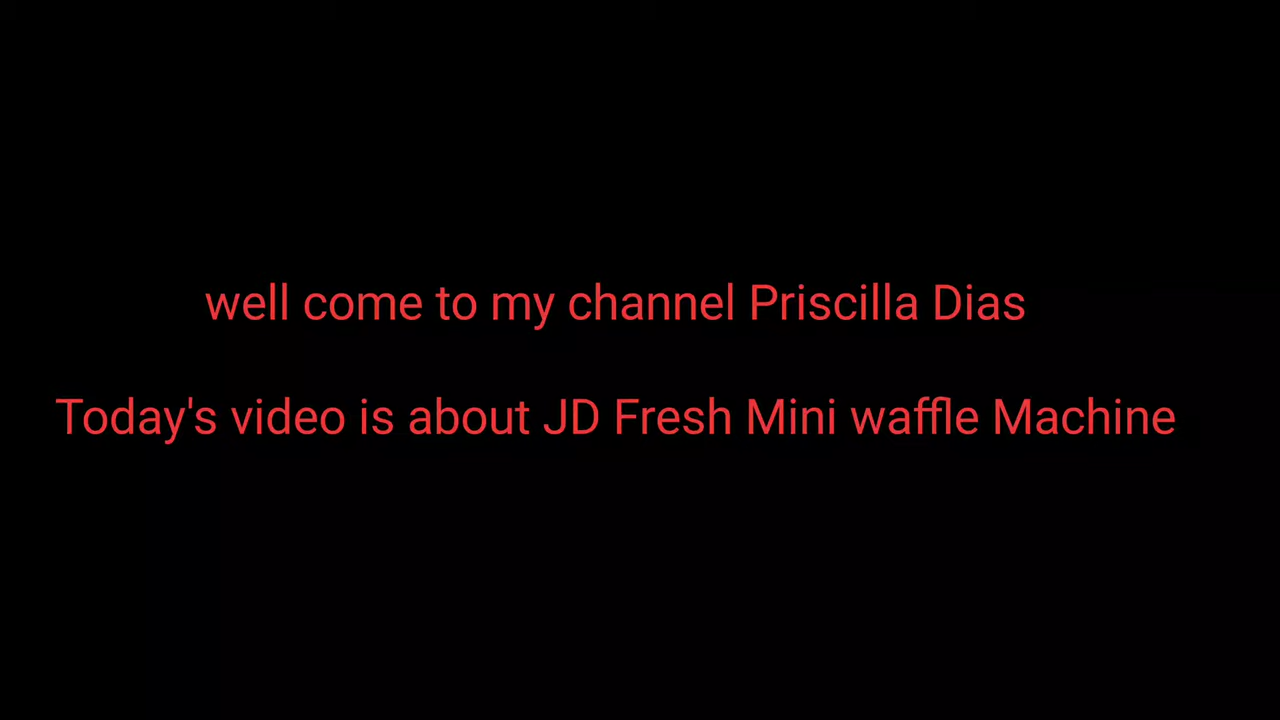 well come to my channel Priscilla Dias
Today's video is about JD Fresh Mini waffle Machine